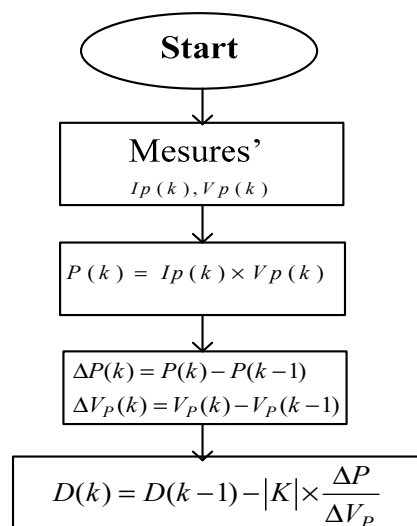 Start
Mesures’
Ip(k),Vp(k)
P(k) = Ip(k)×Vp(k)
ΔP(k)=P(k)−P(k−1)
ΔV_P(k)=V_P(k)−V_P(k−1)
D(k)=D(k−1)−|K|×ΔP/ΔV_P